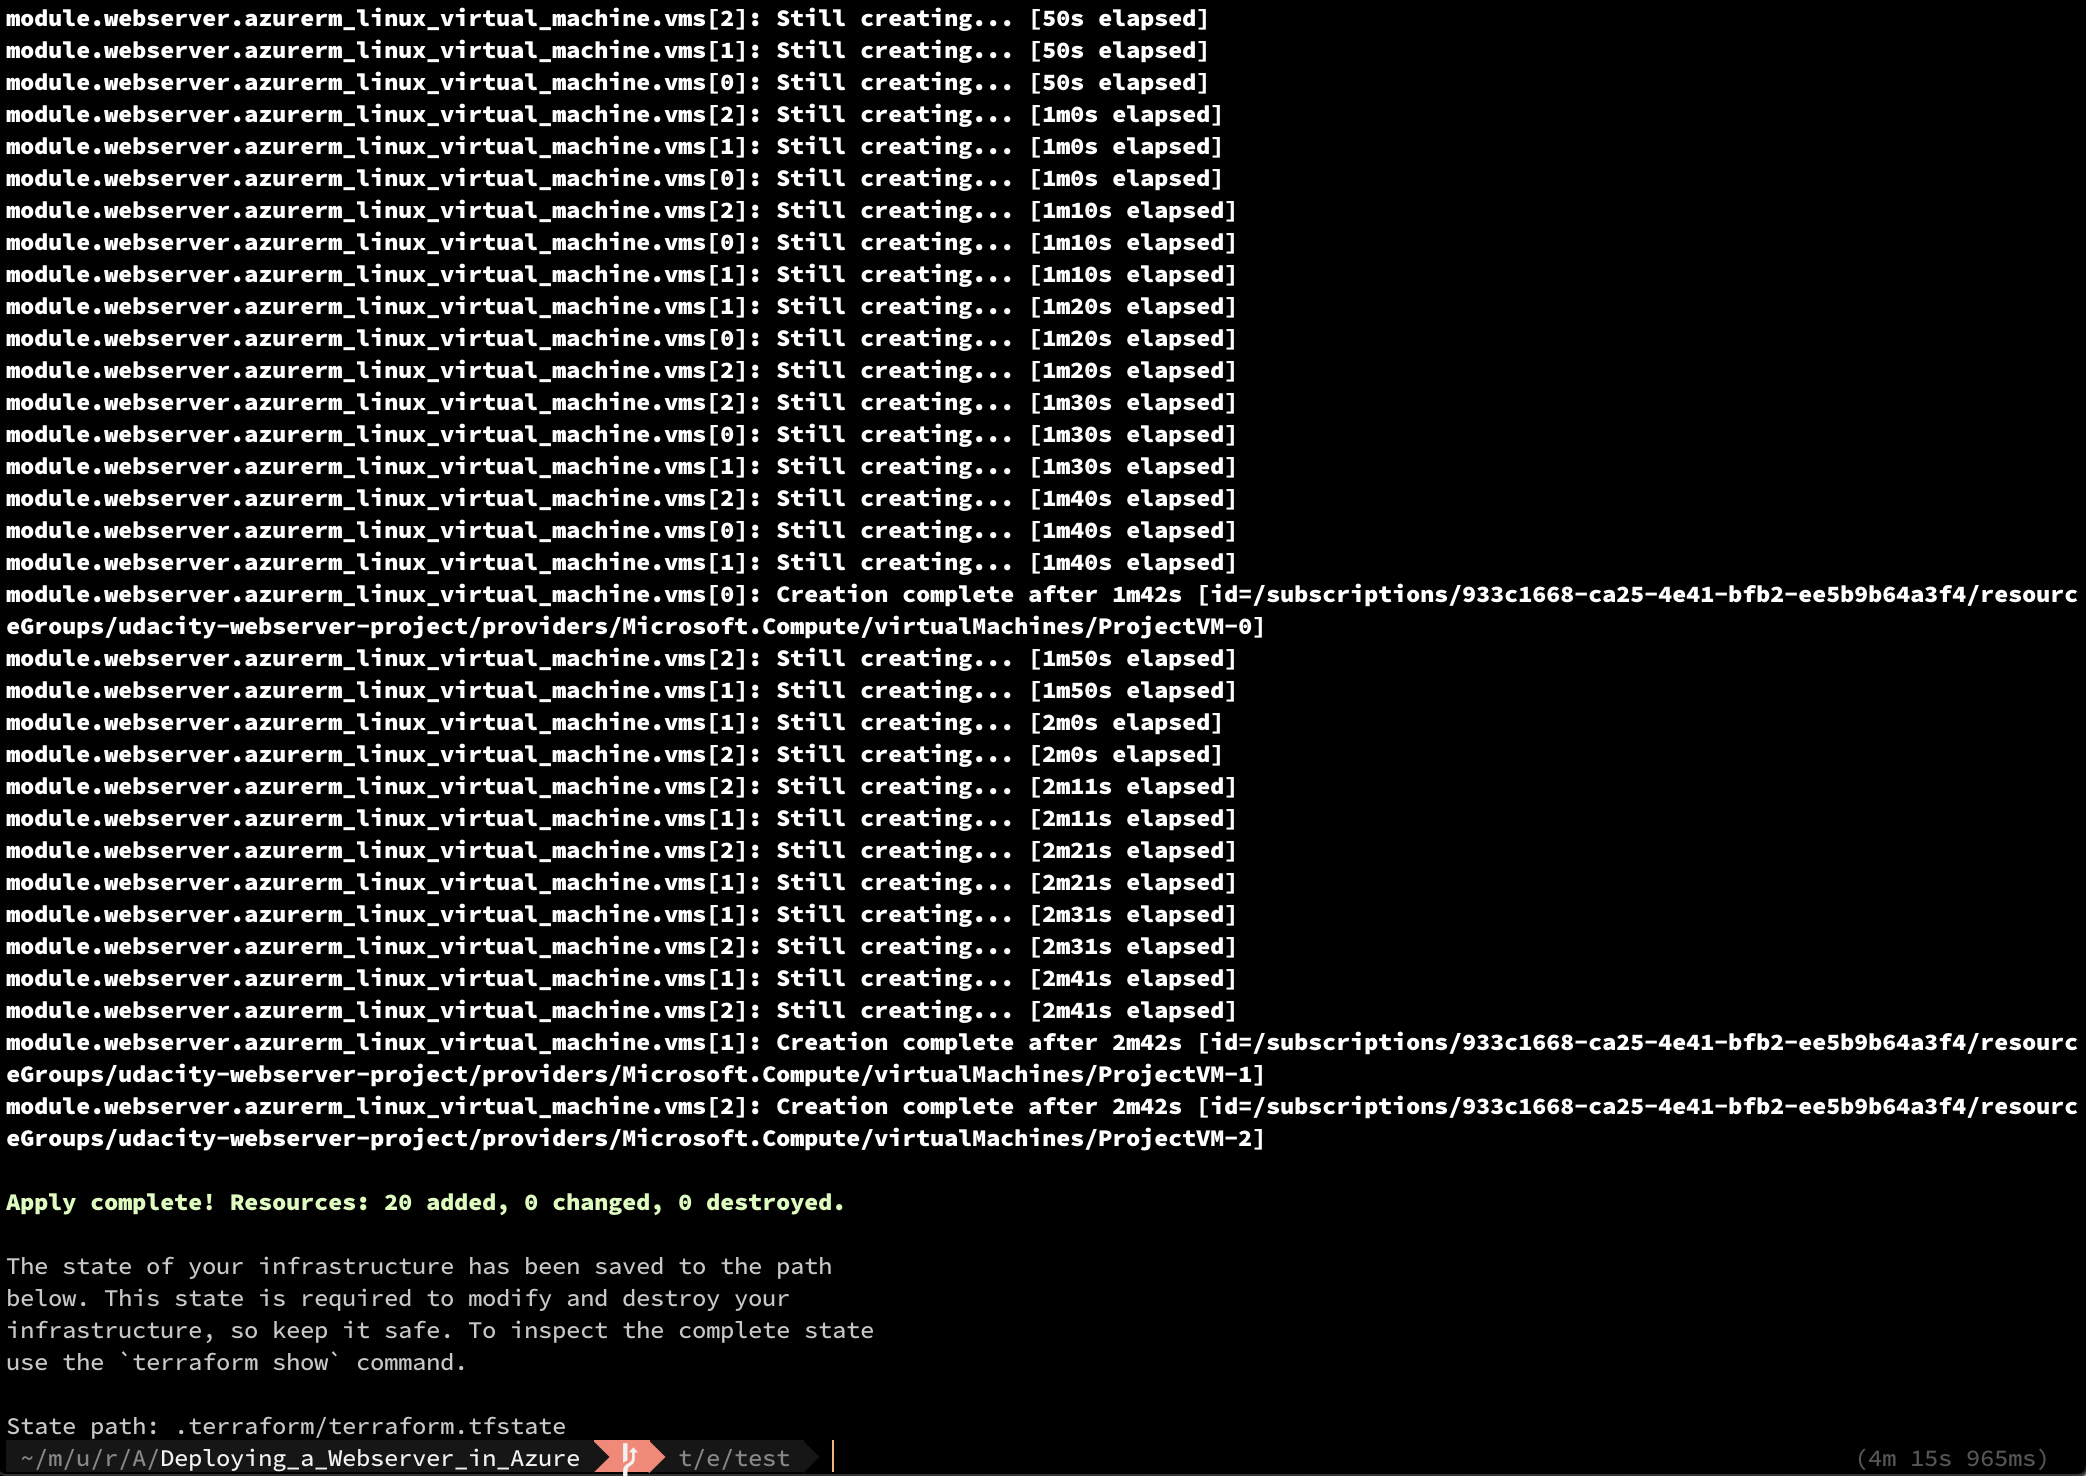 module.webserver.azurerm_linux_virtual_machine.vms[2]: Still creating... [50s elapsed]
module.webserver.azurerm_linux_virtual_machine.vms[1]: Still creating... [50s elapsed]
module.webserver.azurerm_linux_virtual_machine.vms[0]: Still creating... [50s elapsed]
module.webserver.azurerm_linux_virtual_machine.vms[2]: Still creating... [1m0s elapsed]
module.webserver.azurerm_linux_virtual_machine.vms[1]: Still creating... [1m0s elapsed]
module.webserver.azurerm_linux_virtual_machine.vms[0]: Still creating... [1m0s elapsed]
module.webserver.azurerm_linux_virtual_machine.vms[2]: Still creating... [1m10s elapsed]
module.webserver.azurerm_linux_virtual_machine.vms[0]: Still creating... [1m10s elapsed]
module.webserver.azurerm_linux_virtual_machine.vms[1]: Still creating... [1m10s elapsed]
module.webserver.azurerm_linux_virtual_machine.vms[1]: Still creating... [1m20s elapsed]
module.webserver.azurerm_linux_virtual_machine.vms[0]: Still creating... [1m20s elapsed]
module.webserver.azurerm_linux_virtual_machine.vms[2]: Still creating... [1m20s elapsed]
module.webserver.azurerm_linux_virtual_machine.vms[2]: Still creating... [1m30s elapsed]
module.webserver.azurerm_linux_virtual_machine.vms[0]: Still creating... [1m30s elapsed]
module.webserver.azurerm_linux_virtual_machine.vms[1]: Still creating... [1m30s elapsed]
module.webserver.azurerm_linux_virtual_machine.vms[2]: Still creating... [1m40s elapsed]
module.webserver.azurerm_linux_virtual_machine.vms[0]: Still creating... [1m40s elapsed]
module.webserver.azurerm_linux_virtual_machine.vms[1]: Still creating... [1m40s elapsed]
module.webserver.azurerm_linux_virtual_machine.vms[0]: Creation complete after 1m42s [id=/subscriptions/933c1668-ca25-4e41-bfb2-ee5b9b64a3f4/resourc
eGroups/udacity-webserver-project/providers/Microsoft.Compute/virtualMachines/ProjectVM-0]
module.webserver.azurerm_linux_virtual_machine.vms[2]: Still creating... [1m50s elapsed]
module.webserver.azurerm_linux_virtual_machine.vms[1]: Still creating... [1m50s elapsed]
module.webserver.azurerm_linux_virtual_machine.vms[1]: Still creating... [2m0s elapsed]
module.webserver.azurerm_linux_virtual_machine.vms[2]: Still creating... [2m0s elapsed]
module.webserver.azurerm_linux_virtual_machine.vms[2]: Still creating... [2m11s elapsed]
module.webserver.azurerm_linux_virtual_machine.vms[1]: Still creating... [2m11s elapsed]
module.webserver.azurerm_linux_virtual_machine.vms[2]: Still creating... [2m21s elapsed]
module.webserver.azurerm_linux_virtual_machine.vms[1]: Still creating... [2m21s elapsed]
module.webserver.azurerm_linux_virtual_machine.vms[1]: Still creating... [2m31s elapsed]
module.webserver.azurerm_linux_virtual_machine.vms[2]: Still creating... [2m31s elapsed]
module.webserver.azurerm_linux_virtual_machine.vms[1]: Still creating... [2m41s elapsed]
module.webserver.azurerm_linux_virtual_machine.vms[2]: Still creating... [2m41s elapsed]
module.webserver.azurerm_linux_virtual_machine.vms[1]: Creation complete after 2m42s [id=/subscriptions/933c1668-ca25-4e41-bfb2-ee5b9b64a3f4/resourc
eGroups/udacity-webserver-project/providers/Microsoft.Compute/virtualMachines/ProjectVM-1]
module.webserver.azurerm_linux_virtual_machine.vms[2]: Creation complete after 2m42s [id=/subscriptions/933c1668-ca25-4e41-bfb2-ee5b9b64a3f4/resourc
eGroups/udacity-webserver-project/providers/Microsoft.Compute/virtualMachines/ProjectVM-2]
Apply complete! Resources: 20 added, 0 changed, 0 destroyed.
The state of your infrastructure has been saved to the path
below. This state is required to modify and destroy your
infrastructure, so keep it safe. To inspect the complete state
use the `terraform show` command.
State path: .terraform/terraform.tfstate
~/m/u/r/A/Deploying_a_Webserver_in_Azure t/e/test (4m 15s 965ms)